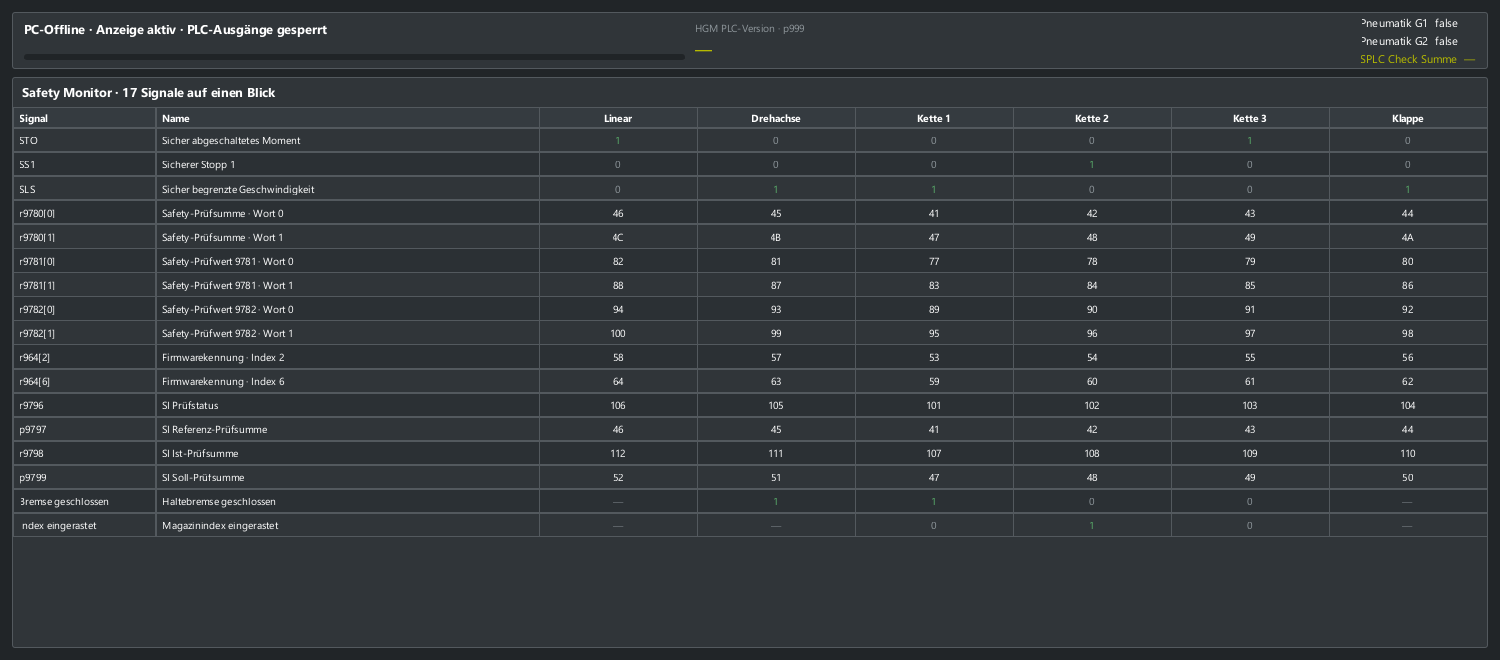 PC-Offline · Anzeige aktiv · PLC-Ausgänge gesperrt
HGM PLC-Version · p999
—
Pneumatik G1 false
Pneumatik G2 false
SPLC Check Summe —
Safety Monitor · 17 Signale auf einen Blick
Signal Name Linear Drehachse Kette 1 Kette 2 Kette 3 Klappe
STO Sicher abgeschaltetes Moment 1 0 0 0 1 0
SS1 Sicherer Stopp 1 0 0 0 1 0 0
SLS Sicher begrenzte Geschwindigkeit 0 1 1 0 0 1
r9780[0] Safety-Prüfsumme · Wort 0 46 45 41 42 43 44
r9780[1] Safety-Prüfsumme · Wort 1 4C 4B 47 48 49 4A
r9781[0] Safety-Prüfwert 9781 · Wort 0 82 81 77 78 79 80
r9781[1] Safety-Prüfwert 9781 · Wort 1 88 87 83 84 85 86
r9782[0] Safety-Prüfwert 9782 · Wort 0 94 93 89 90 91 92
r9782[1] Safety-Prüfwert 9782 · Wort 1 100 99 95 96 97 98
r964[2] Firmwarekennung · Index 2 58 57 53 54 55 56
r964[6] Firmwarekennung · Index 6 64 63 59 60 61 62
r9796 SI Prüfstatus 106 105 101 102 103 104
p9797 SI Referenz-Prüfsumme 46 45 41 42 43 44
r9798 SI Ist-Prüfsumme 112 111 107 108 109 110
p9799 SI Soll-Prüfsumme 52 51 47 48 49 50
Bremse geschlossen Haltebremse geschlossen — 1 1 0 0 —
Index eingerastet Magazinindex eingerastet — — 0 1 0 —